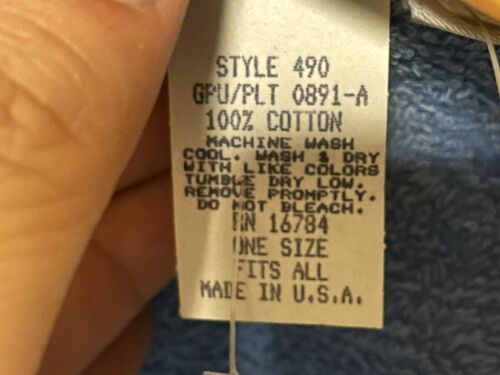 STYLE 490
GPU/PLT 0891-A
100% COTTON
MACHINE WASH
COOL. WASH & DRY
WITH LIKE COLORS
TUMBLE DRY LOW.
REMOVE PROMPTLY.
DO NOT BLEACH.
RN 16784
ONE SIZE
FITS ALL
MADE IN U.S.A.